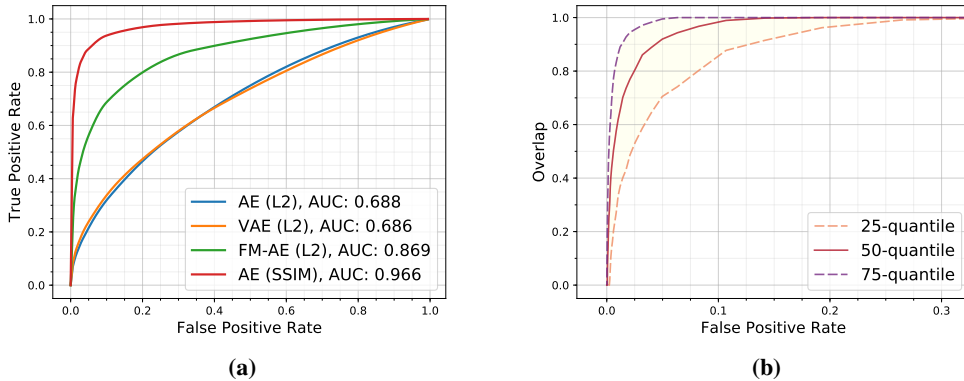 True Positive Rate
1.0
0.8
0.6
0.4
0.2
0.0
AE (L2), AUC: 0.688
VAE (L2), AUC: 0.686
FM-AE (L2), AUC: 0.869
AE (SSIM), AUC: 0.966
0.0 0.2 0.4 0.6 0.8 1.0
False Positive Rate
(a)
Overlap
1.0
0.8
0.6
0.4
0.2
0.0
25-quantile
50-quantile
75-quantile
0.0 0.1 0.2 0.3
False Positive Rate
(b)